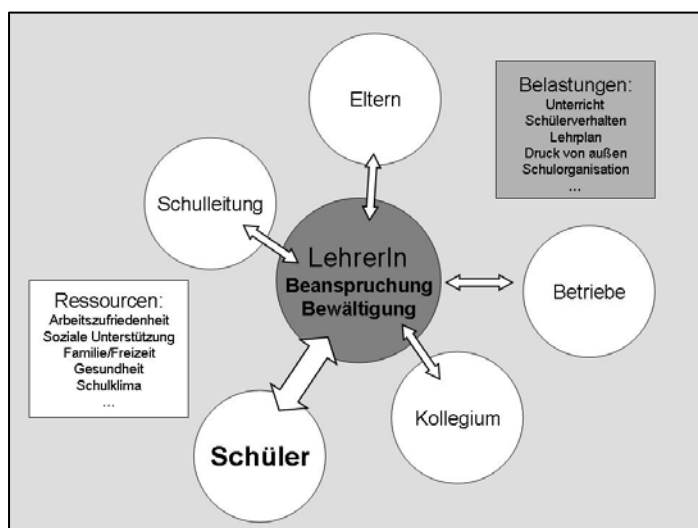 Eltern
Belastungen:
Unterricht
Schülerverhalten
Lehrplan
Druck von außen
Schulorganisation
...
Schulleitung
LehrerIn
Beanspruchung
Bewältigung
Betriebe
Ressourcen:
Arbeitszufriedenheit
Soziale Unterstützung
Familie/Freizeit
Gesundheit
Schulklima
...
Kollegium
Schüler